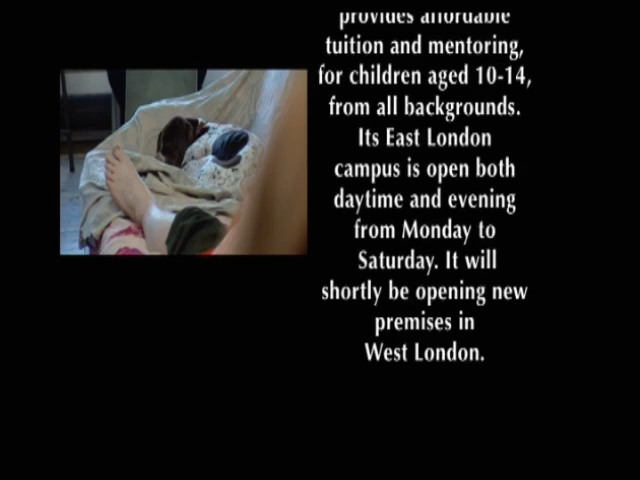 provides affordable
tuition and mentoring,
for children aged 10-14,
from all backgrounds.
Its East London
campus is open both
daytime and evening
from Monday to
Saturday. It will
shortly be opening new
premises in
West London.